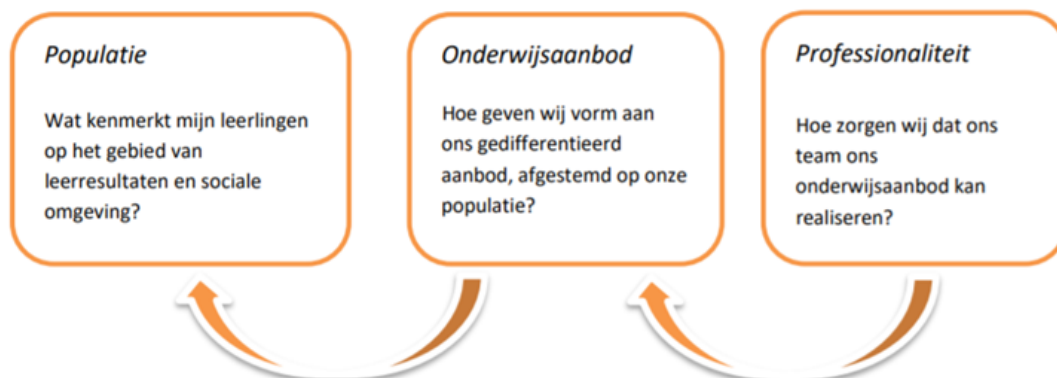 Populatie
Wat kenmerkt mijn leerlingen
op het gebied van
leerresultaten en sociale
omgeving?
Onderwijsaanbod
Hoe geven wij vorm aan
ons gedifferentieerd
aanbod, afgestemd op onze
populatie?
Professionaliteit
Hoe zorgen wij dat ons
team ons
onderwijsaanbod kan
realiseren?